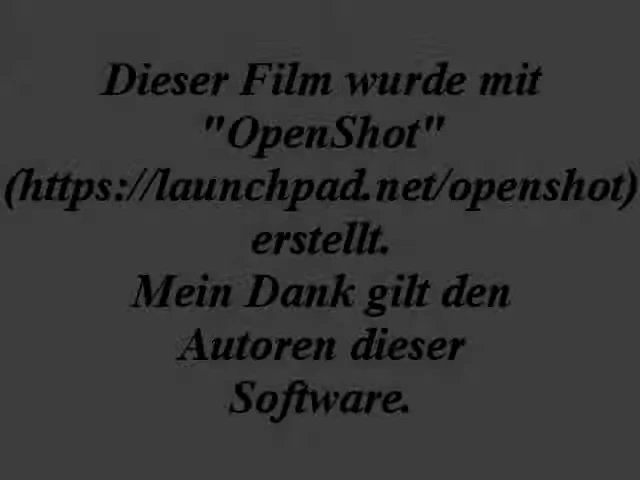 Dieser Film wurde mit
"OpenShot"
(https://launchpad.net/openshot)
erstellt.
Mein Dank gilt den
Autoren dieser
Software.